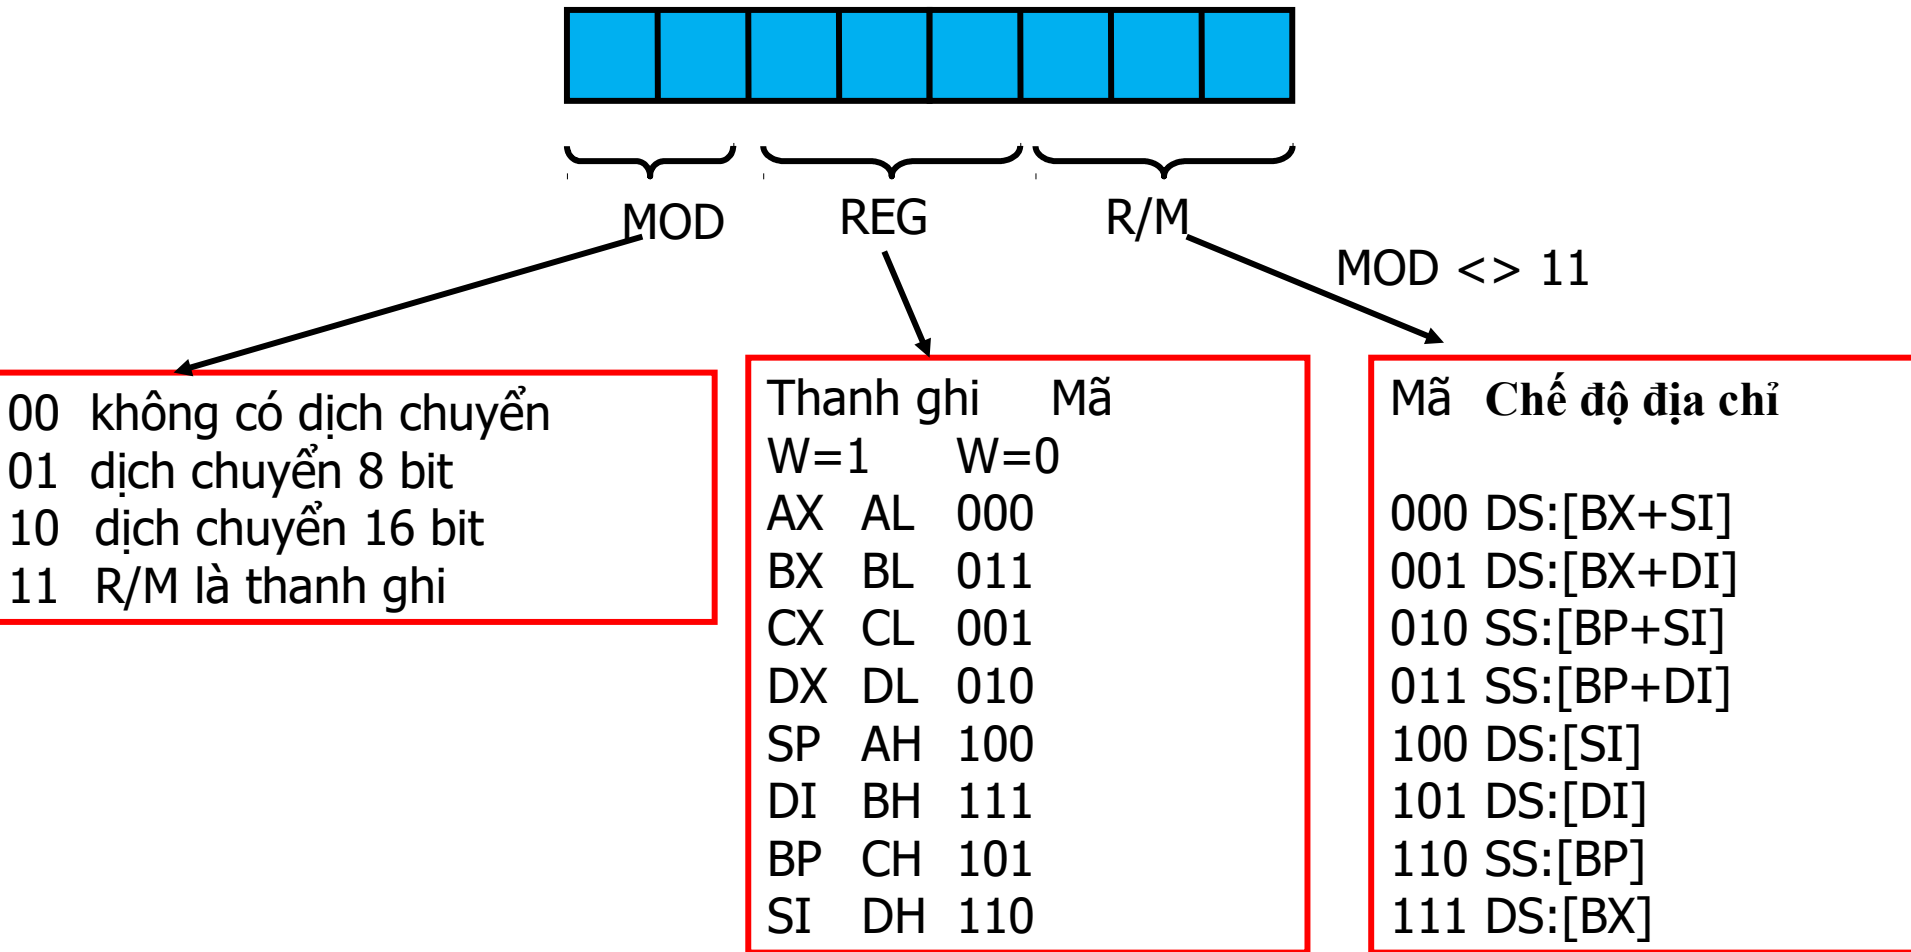 MOD
REG
R/M
MOD <> 11
00 không có dịch chuyển
01 dịch chuyển 8 bit
10 dịch chuyển 16 bit
11 R/M là thanh ghi
Thanh ghi Mã
W=1 W=0
AX AL 000
BX BL 011
CX CL 001
DX DL 010
SP AH 100
DI BH 111
BP CH 101
SI DH 110
Mã Chế độ địa chỉ
000 DS:[BX+SI]
001 DS:[BX+DI]
010 SS:[BP+SI]
011 SS:[BP+DI]
100 DS:[SI]
101 DS:[DI]
110 SS:[BP]
111 DS:[BX]